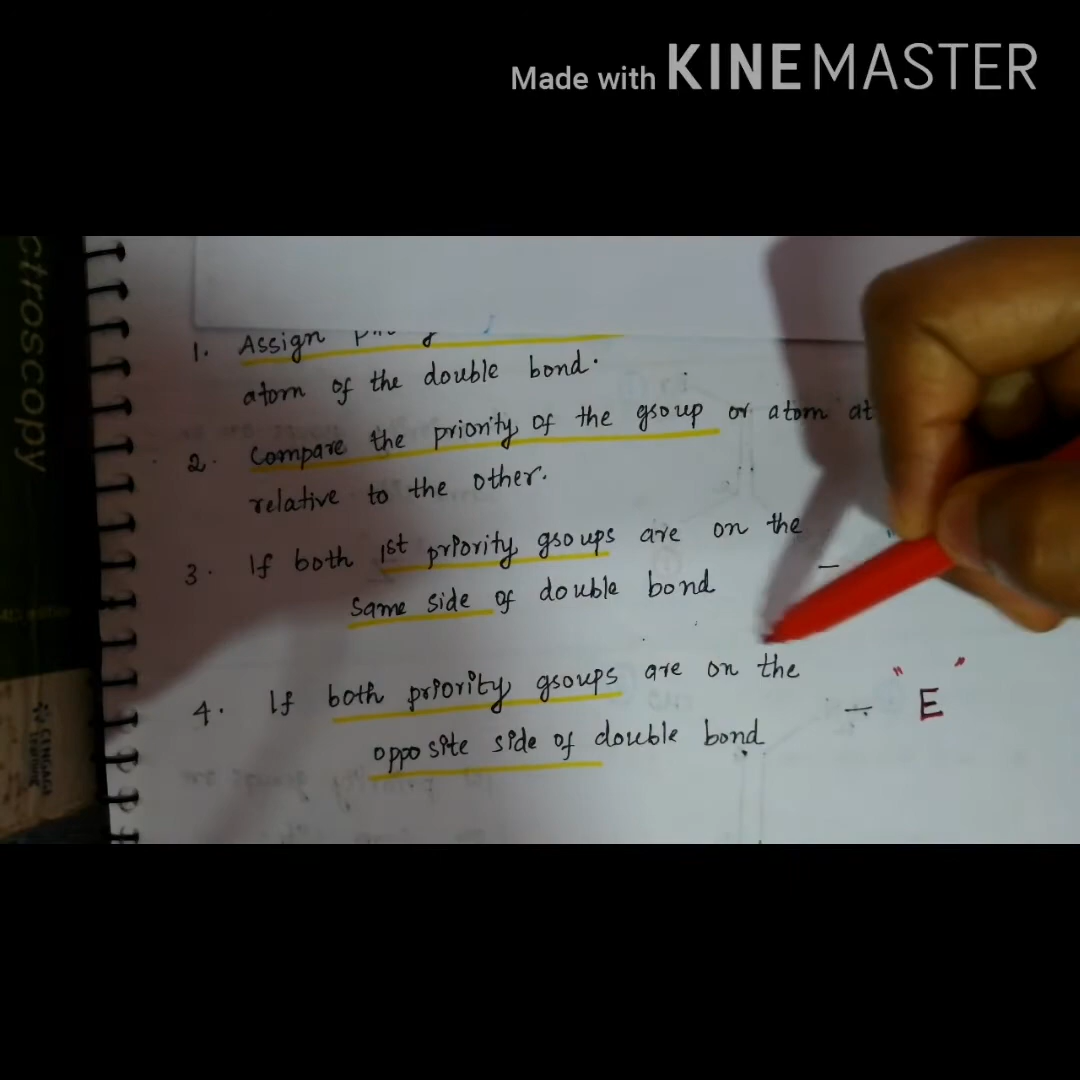 Made with KINEMASTER
ctroscopy
1. Assign
atom of the double bond.
2. Compare the priority of the group or atom at
relative to the other.
3. If both 1st priority groups are on the –
Same side of double bond
4. If both priority groups are on the
opposite side of double bond ÷ "E"
CENGAGE